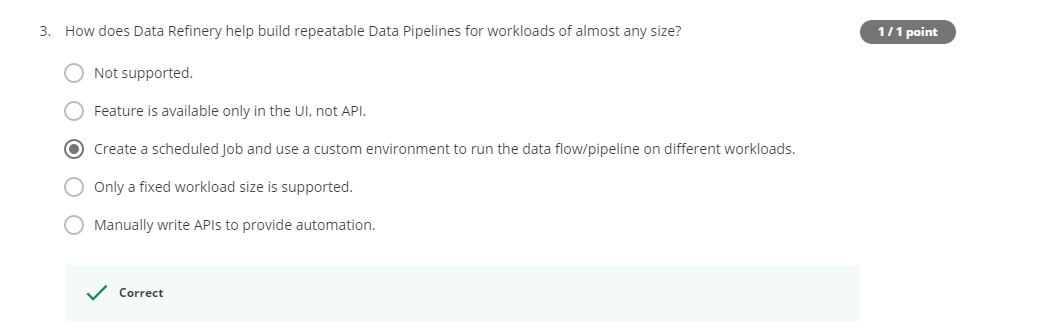 3. How does Data Refinery help build repeatable Data Pipelines for workloads of almost any size?
1 / 1 point
Not supported.
Feature is available only in the UI, not API.
Create a scheduled Job and use a custom environment to run the data flow/pipeline on different workloads.
Only a fixed workload size is supported.
Manually write APIs to provide automation.
Correct